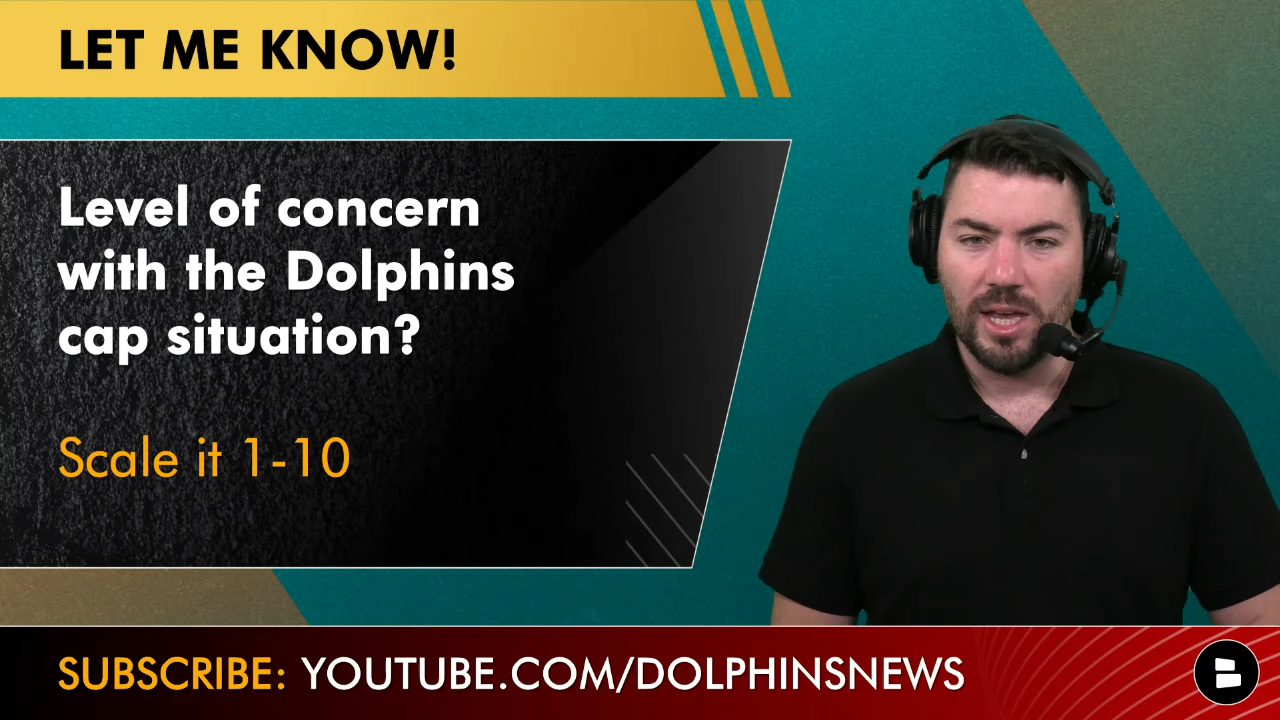 LET ME KNOW!
Level of concern
with the Dolphins
cap situation?
Scale it 1-10
SUBSCRIBE: YOUTUBE.COM/DOLPHINSNEWS